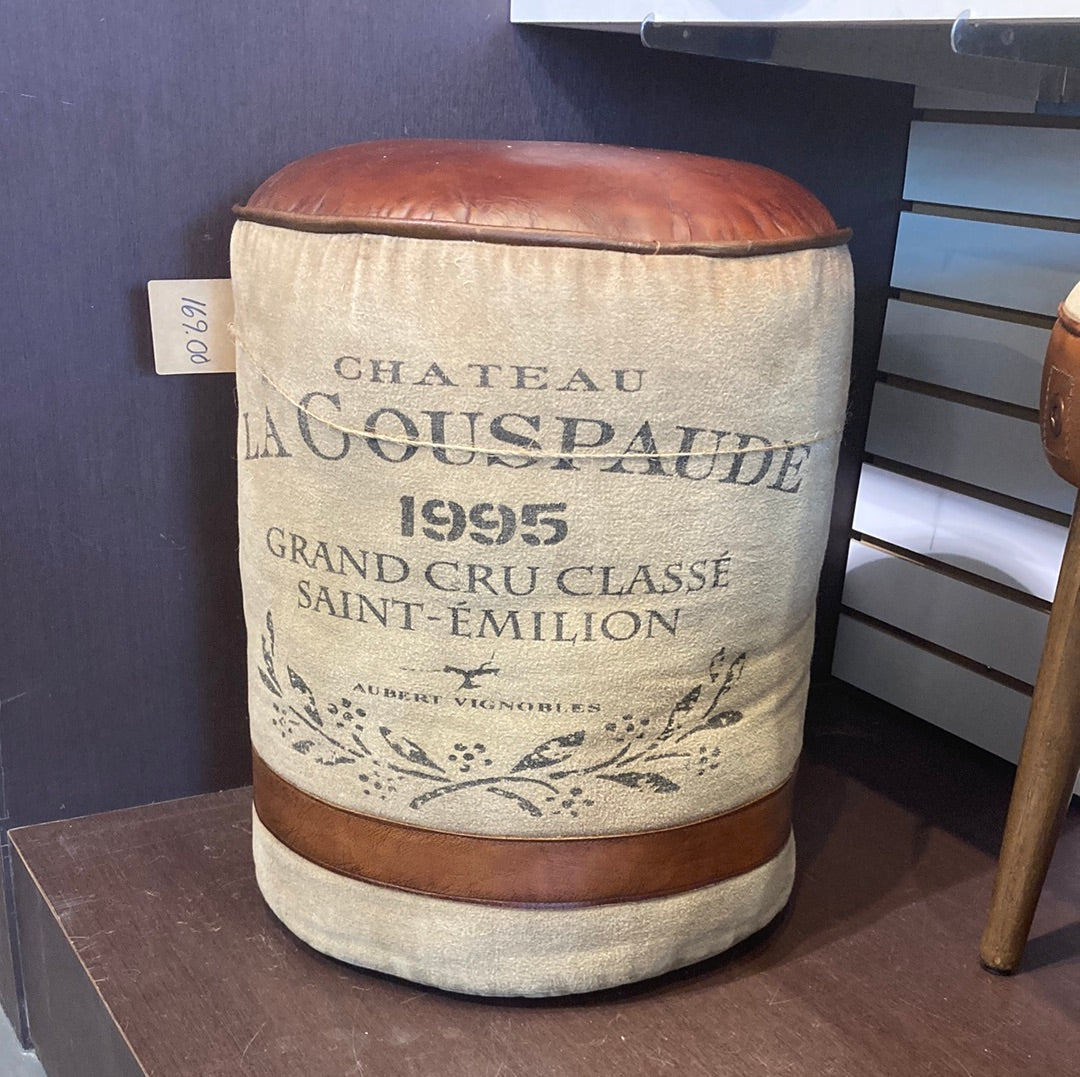 169.00
CHATEAU
LA GOUSPAUDE
1995
GRAND CRU CLASSÉ
SAINT-ÉMILION
AUBERT VIGNOBLES